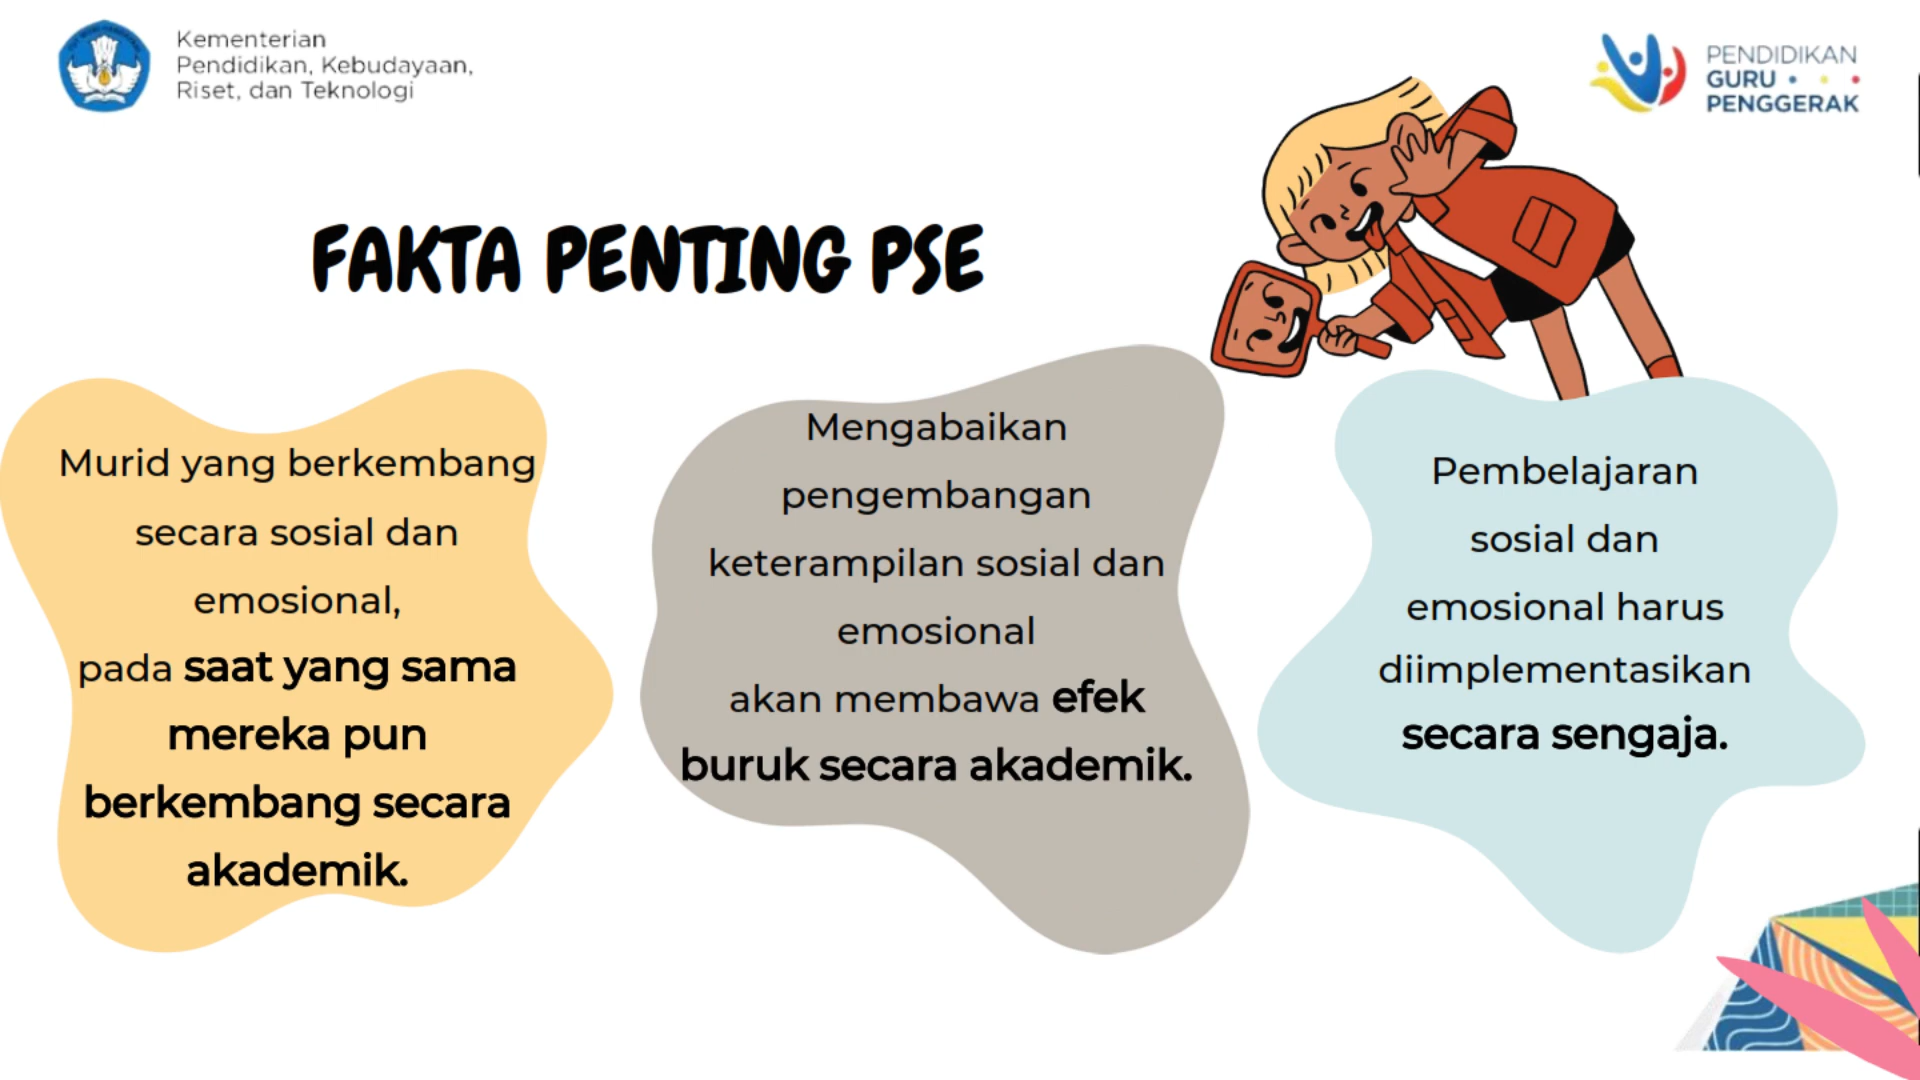 Kementerian
Pendidikan, Kebudayaan,
Riset, dan Teknologi
PENDIDIKAN
GURU
PENGGERAK
FAKTA PENTING PSE
Murid yang berkembang
secara sosial dan
emosional,
pada saat yang sama
mereka pun
berkembang secara
akademik.
Mengabaikan
pengembangan
keterampilan sosial dan
emosional
akan membawa efek
buruk secara akademik.
Pembelajaran
sosial dan
emosional harus
diimplementasikan
secara sengaja.